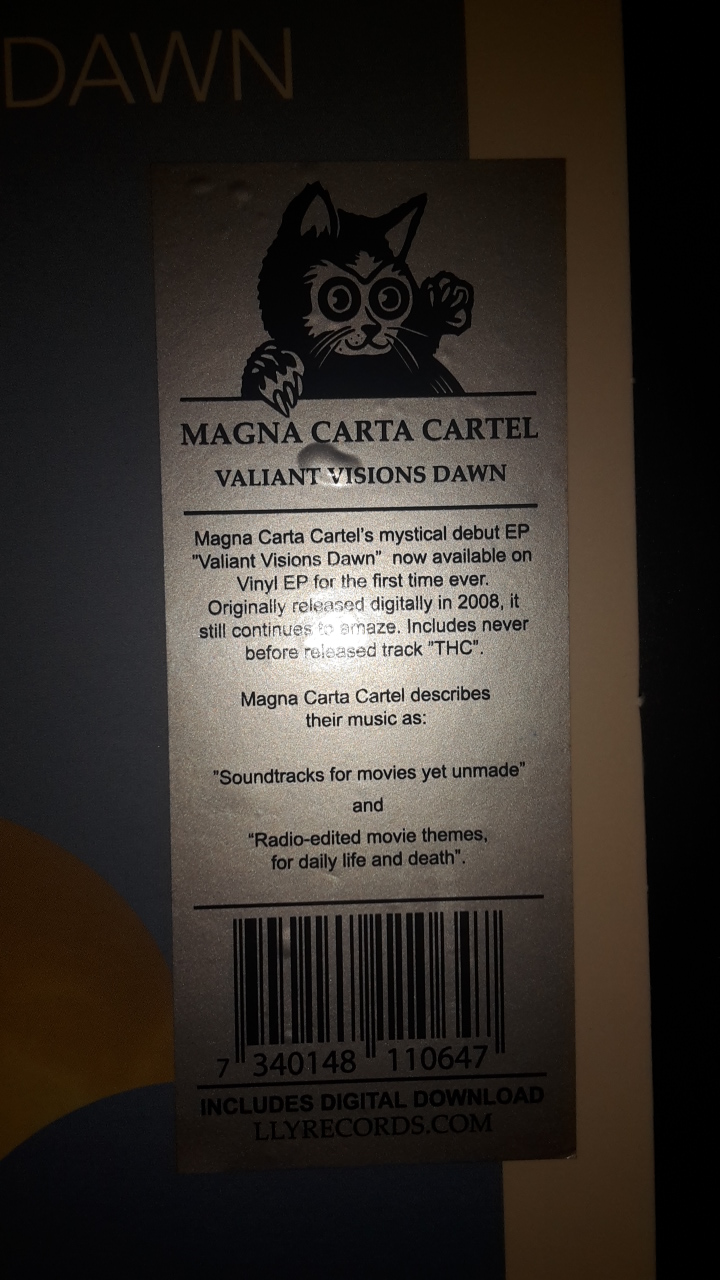 DAWN
MAGNA CARTA CARTEL
VALIANT VISIONS DAWN
Magna Carta Cartel's mystical debut EP
"Valiant Visions Dawn" now available on
Vinyl EP for the first time ever.
Originally released digitally in 2008, it
still continues to amaze. Includes never
before released track "THC".
Magna Carta Cartel describes
their music as:
"Soundtracks for movies yet unmade"
and
"Radio-edited movie themes,
for daily life and death".
7 340148 110647
INCLUDES DIGITAL DOWNLOAD
LLYRECORDS.COM